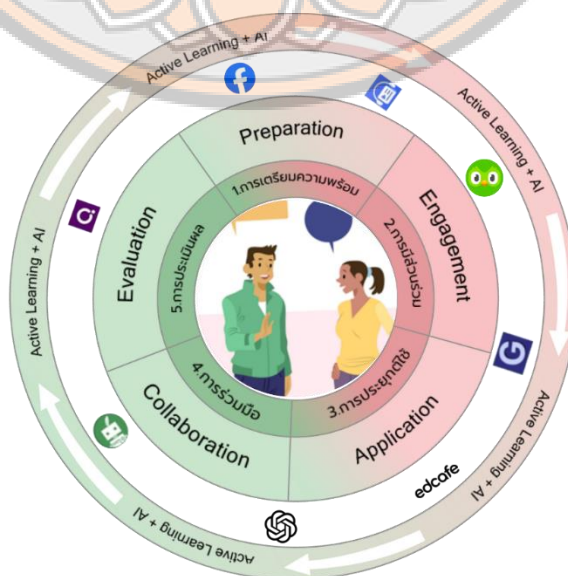 Active Learning + AI
Active Learning + AI
Active Learning + AI
Active Learning + AI
Active Learning + AI
Preparation
1.การเตรียมความพร้อม
Engagement
2.การมีส่วนร่วม
Application
3.การประยุกต์ใช้
Collaboration
4.การร่วมมือ
Evaluation
5.การประเมินผล
edcafe
G